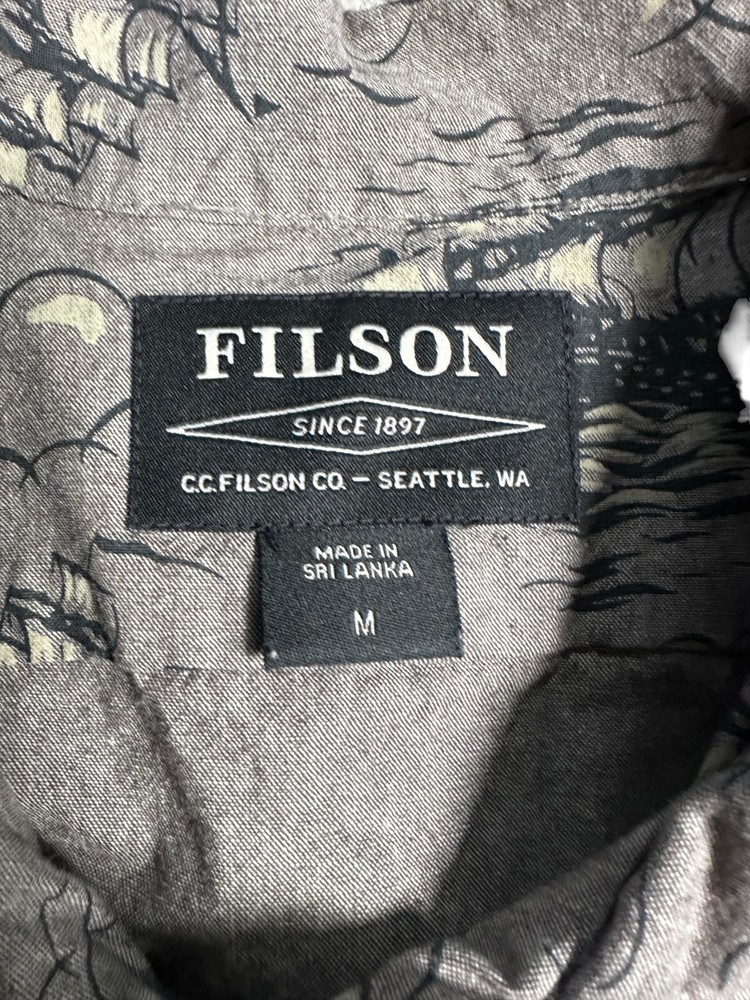 FILSON
SINCE 1897
C.C.FILSON CO. – SEATTLE, WA
MADE IN
SRI LANKA
M